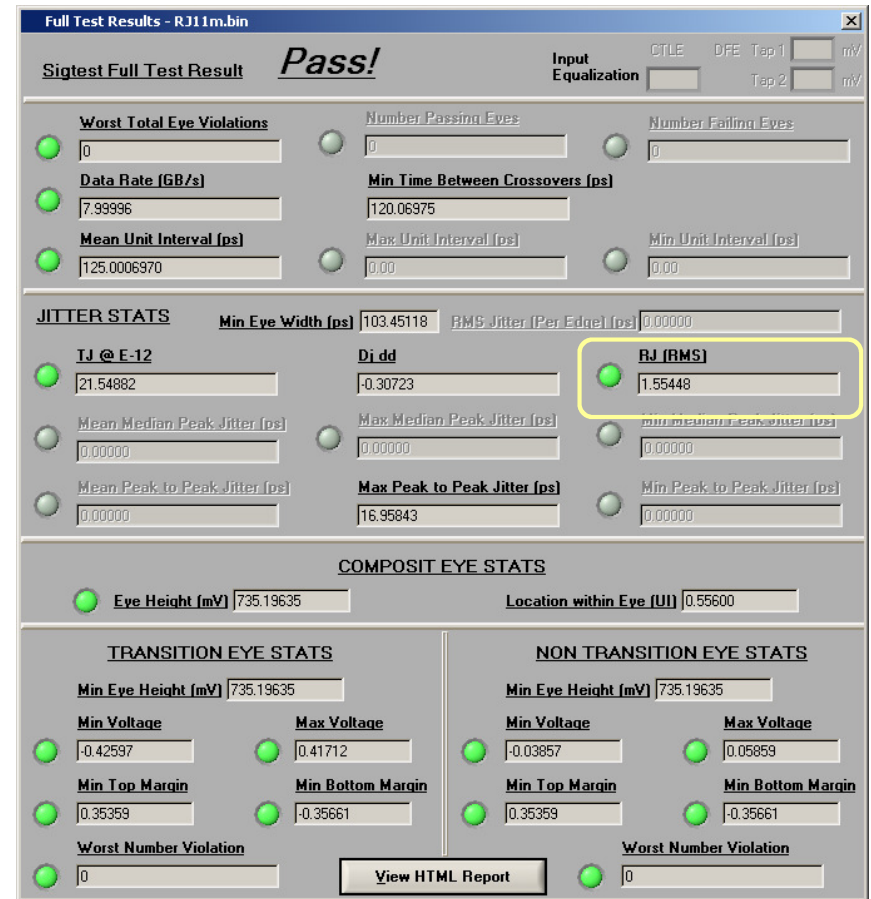 Full Test Results - RJ11m.bin
Sigtest Full Test Result Pass! Input Equalization CTLE DFE Tap 1 mV
Tap 2 mV
Worst Total Eye Violations Number Passing Eyes Number Failing Eyes
0 0 0
Data Rate (GB/s) Min Time Between Crossovers (ps)
7.99996 120.06975
Mean Unit Interval (ps) Max Unit Interval (ps) Min Unit Interval (ps)
125.0006970 0.00 0.00
JITTER STATS Min Eye Width (ps) 103.45118 RMS Jitter (Per Edge) (ps) 0.00000
TJ @ E-12 Dj dd RJ (RMS)
21.54882 -0.30723 1.55448
Mean Median Peak Jitter (ps) Max Median Peak Jitter (ps) Min Median Peak Jitter (ps)
0.00000 0.00000 0.00000
Mean Peak to Peak Jitter (ps) Max Peak to Peak Jitter (ps) Min Peak to Peak Jitter (ps)
0.00000 16.95843 0.00000
COMPOSIT EYE STATS
Eye Height (mV) 735.19635 Location within Eye (UI) 0.55600
TRANSITION EYE STATS NON TRANSITION EYE STATS
Min Eye Height (mV) 735.19635 Min Eye Height (mV) 735.19635
Min Voltage Max Voltage Min Voltage Max Voltage
-0.42597 0.41712 -0.03857 0.05859
Min Top Margin Min Bottom Margin Min Top Margin Min Bottom Margin
0.35359 -0.35661 0.35359 -0.35661
Worst Number Violation Worst Number Violation
0 View HTML Report 0